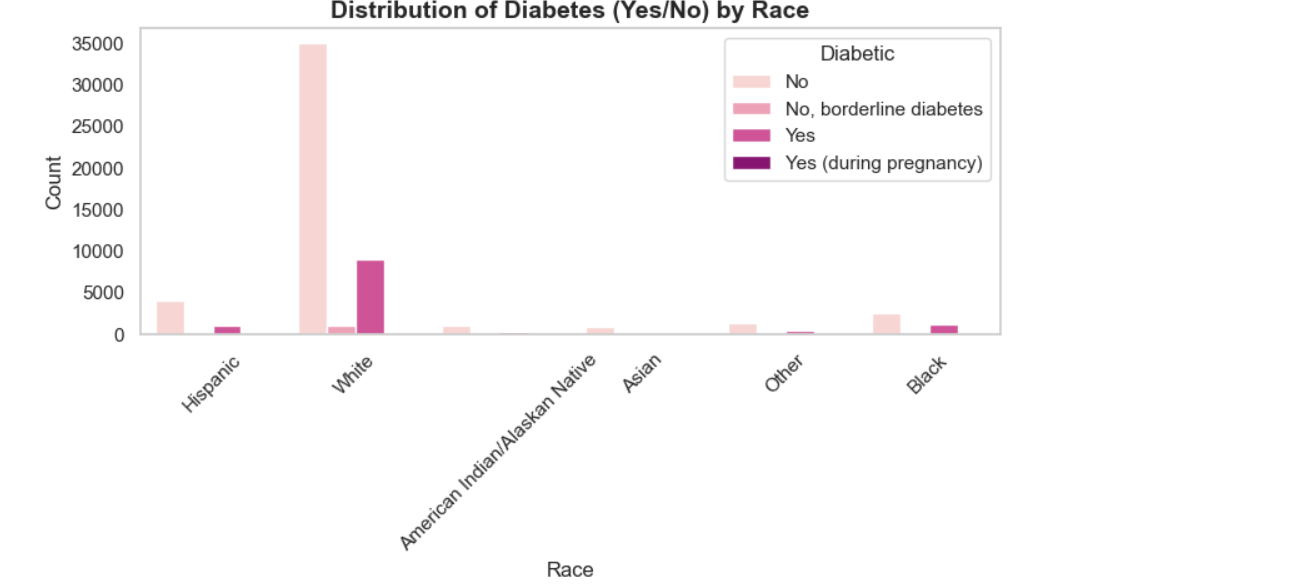 Distribution of Diabetes (Yes/No) by Race
35000
30000
25000
20000
15000
10000
5000
0
Count
Diabetic
No
No, borderline diabetes
Yes
Yes (during pregnancy)
Hispanic
White
American Indian/Alaskan Native
Asian
Other
Black
Race